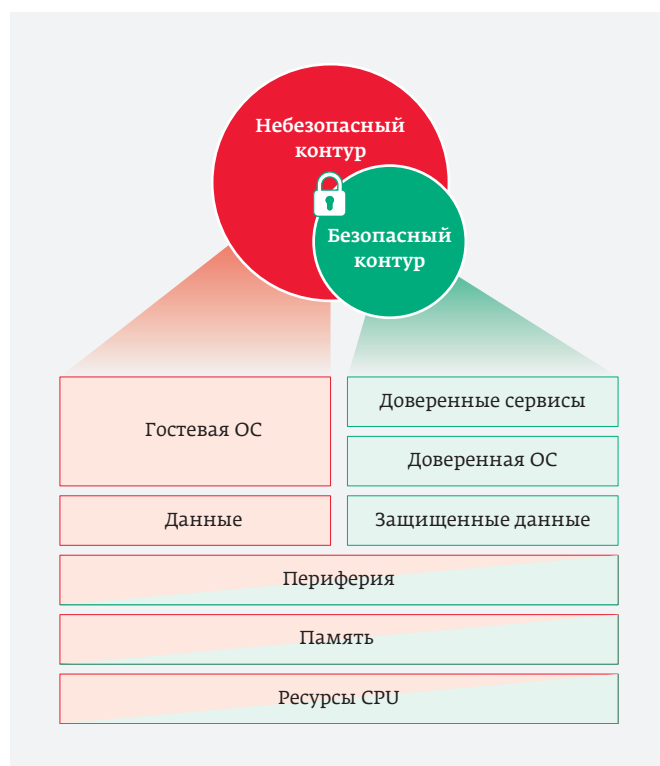 Небезопасный
контур
Безопасный
контур
Гостевая ОС
Доверенные сервисы
Доверенная ОС
Данные
Защищенные данные
Периферия
Память
Ресурсы CPU